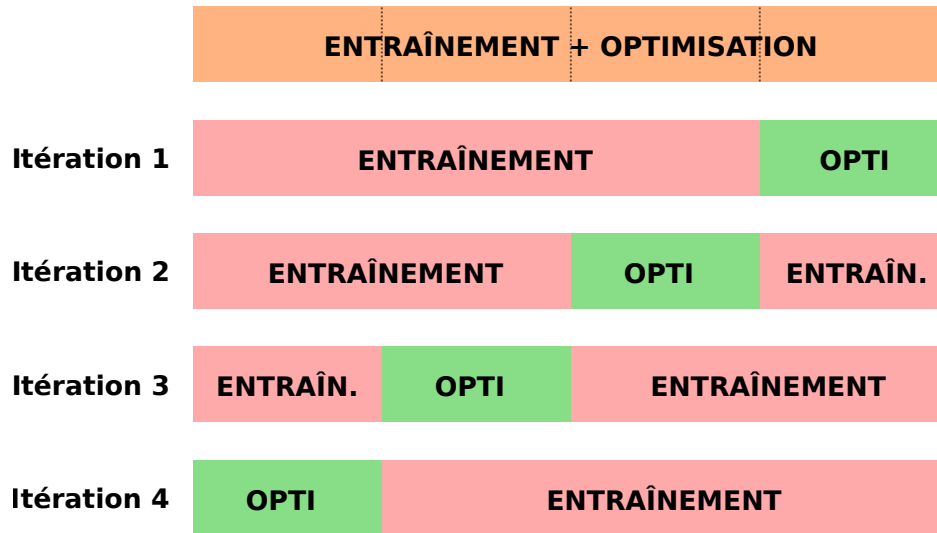 ENTRAÎNEMENT + OPTIMISATION
Itération 1 ENTRAÎNEMENT OPTI
Itération 2 ENTRAÎNEMENT OPTI ENTRAÎN.
Itération 3 ENTRAÎN. OPTI ENTRAÎNEMENT
Itération 4 OPTI ENTRAÎNEMENT